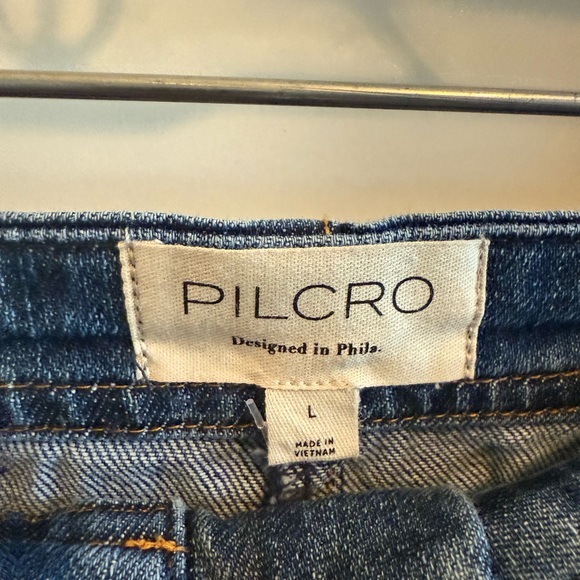 PILCRO
Designed in Phila.
L
MADE IN
VIETNAM